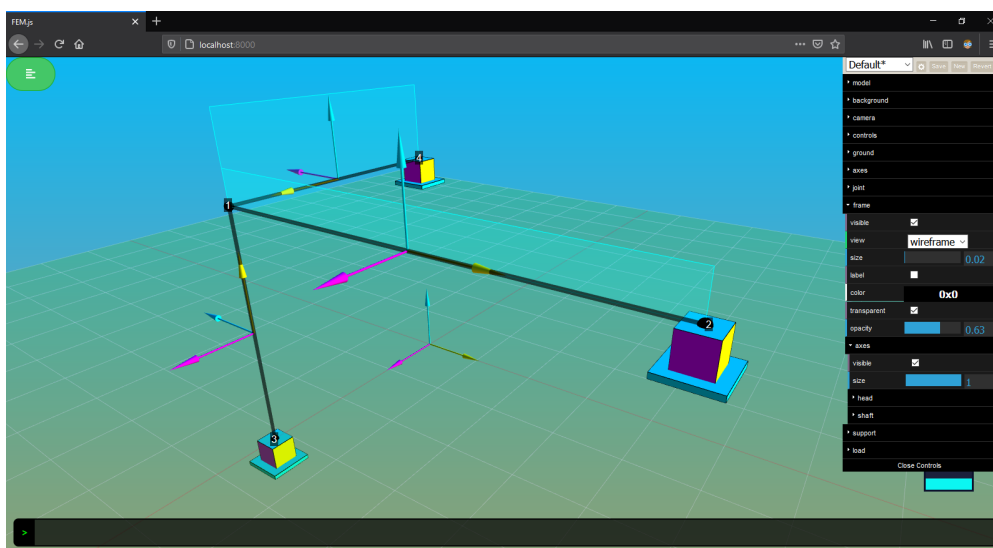 FEM.js
localhost:8000
Default*
Save New Revert
model
background
camera
controls
ground
axes
joint
frame
visible
view wireframe
size 0.02
label
color 0x0
transparent
opacity 0.63
axes
visible
size 1
head
shaft
support
load
Close Controls
4
1
2
3
>